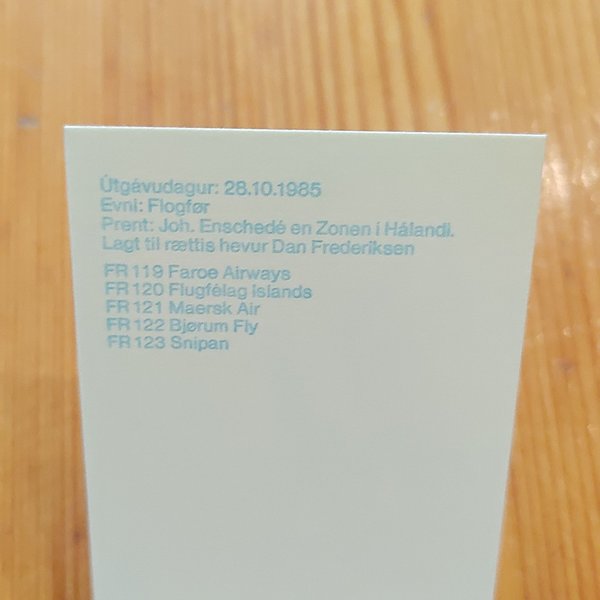 Útgávudagur: 28.10.1985
Evni: Flogfør
Prent: Joh. Enschedé en Zonen í Hálandi.
Lagt til rættis hevur Dan Frederiksen
FR 119 Faroe Airways
FR 120 Flugfélag Islands
FR 121 Maersk Air
FR 122 Bjørum Fly
FR 123 Snipan